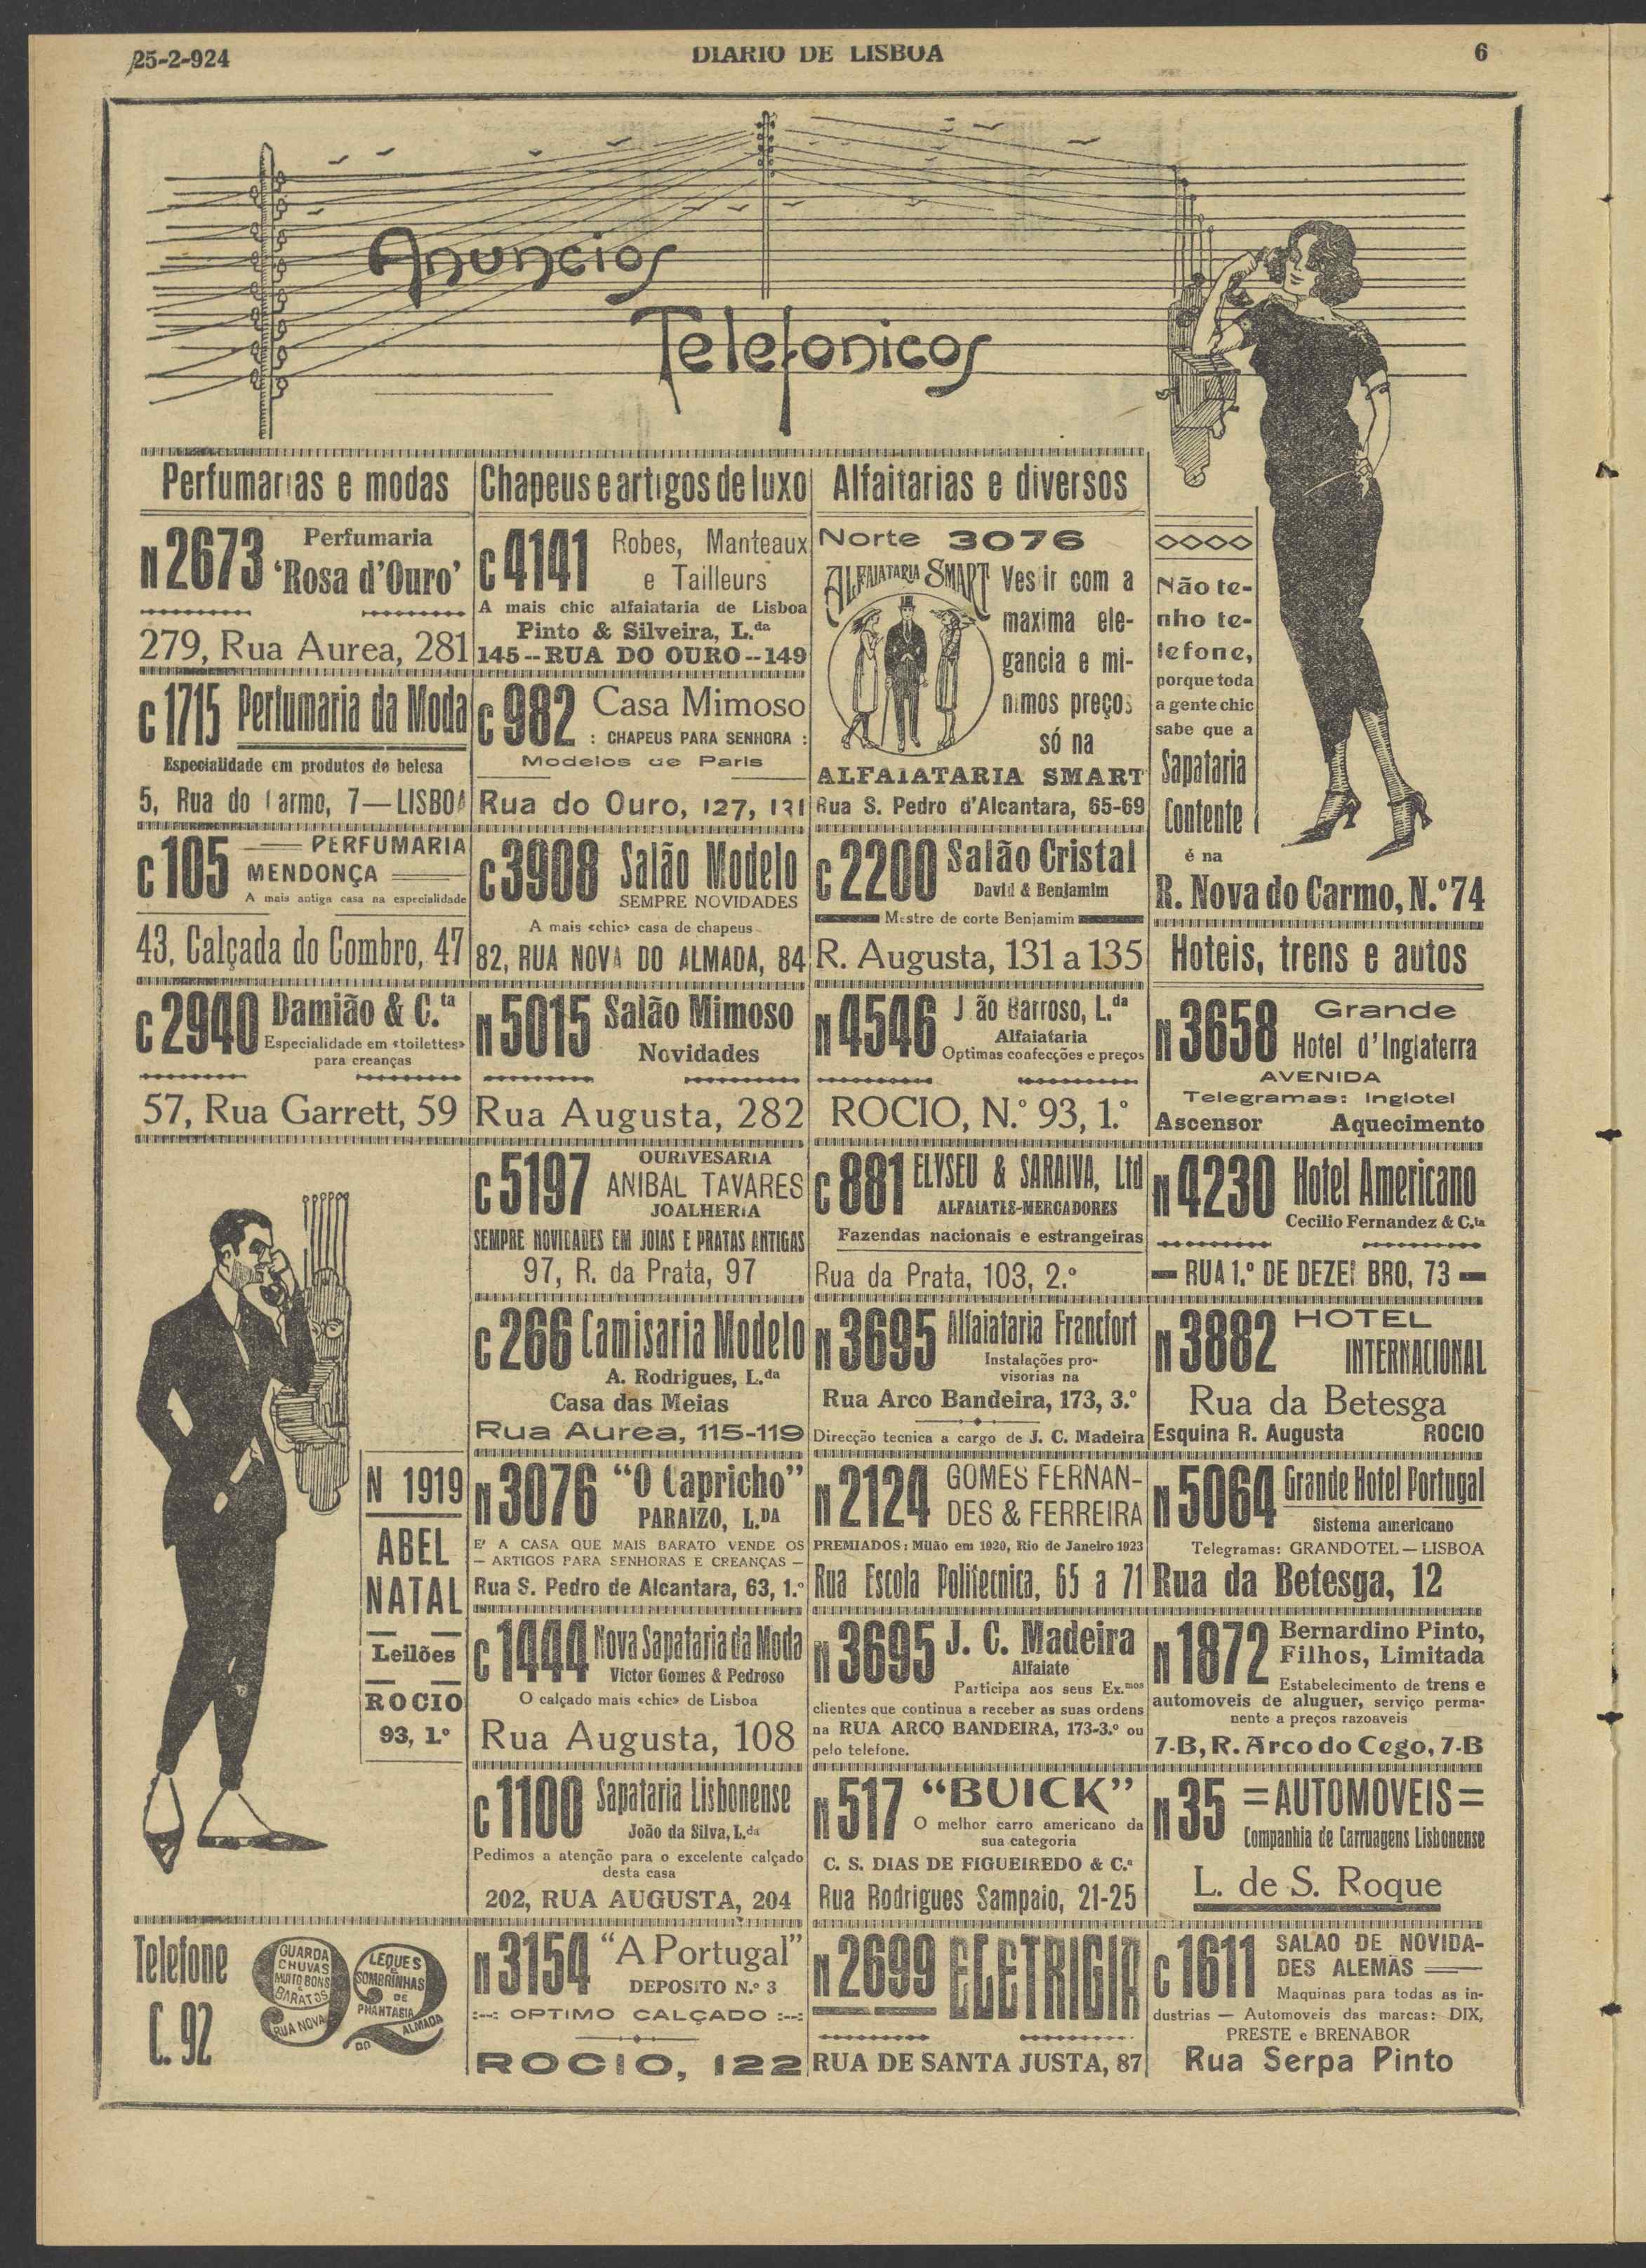 25-2-924
DIARIO DE LISBOA
6
Anuncios
Telefonicos
Perfumarias e modas
N 2673
Perfumaria
'Rosa d'Ouro'
279, Rua Aurea, 281
C 1715 Perfumaria da Moda
Especialidade em produtos de belesa
5, Rua do Carmo, 7—LISBOA
C 105
PERFUMARIA
MENDONÇA
A mais antiga casa na especialidade
43, Calçada do Combro, 47
C 2940 Damião & C.ta
Especialidade em «toilettes»
para creanças
57, Rua Garrett, 59
N 1919
ABEL
NATAL
Leilões
ROCIO
93, 1.º
Telefone
C. 92
GUARDA
CHUVAS
MUITO BONS
BARATOS
RUA NOVA
LEQUES
E
SOMBRINHAS
DE
PHANTASIA
DO ALMADA
Chapeus e artigos de luxo
C 4141
Robes, Manteaux
e Tailleurs
A mais chic alfaiataria de Lisboa
Pinto & Silveira, L.da
145--RUA DO OURO--149
C 982
Casa Mimoso
: CHAPEUS PARA SENHORA :
Modelos de Paris
Rua do Ouro, 127, 131
C 3908 Salão Modelo
SEMPRE NOVIDADES
A mais «chic» casa de chapeus
82, RUA NOVA DO ALMADA, 84
N 5015 Salão Mimoso
Novidades
Rua Augusta, 282
C 5197
OURIVESARIA
ANIBAL TAVARES
JOALHERIA
SEMPRE NOVIDADES EM JOIAS E PRATAS ANTIGAS
97, R. da Prata, 97
C 266 Camisaria Modelo
A. Rodrigues, L.da
Casa das Meias
Rua Aurea, 115-119
N 3076 "O Capricho"
PARAIZO, L.DA
E' A CASA QUE MAIS BARATO VENDE OS
— ARTIGOS PARA SENHORAS E CREANÇAS —
Rua S. Pedro de Alcantara, 63, 1.º
C 1444 Nova Sapataria da Moda
Victor Gomes & Pedroso
O calçado mais «chic» de Lisboa
Rua Augusta, 108
C 1100 Sapataria Lisbonense
João da Silva, L.da
Pedimos a atenção para o excelente calçado
desta casa
202, RUA AUGUSTA, 204
N 3154 "A Portugal"
DEPOSITO N.º 3
:--: OPTIMO CALÇADO :--:
ROCIO, 122
Alfaitarias e diversos
Norte 3076
ALFAIATARIA SMART
Vestir com a
maxima ele-
gancia e mi-
nimos preços
só na
ALFAIATARIA SMART
Rua S. Pedro d'Alcantara, 65-69
C 2200 Salão Cristal
David & Benjamim
Mestre de corte Benjamim
R. Augusta, 131 a 135
N 4546
J ão Barroso, L.da
Alfaiataria
Optimas coafecções e preços
ROCIO, N.º 93, 1.º
C 881 ELYSEU & SARAIVA, Ltd
ALFAIATES-MERCADORES
Fazendas nacionais e estrangeiras
Rua da Prata, 103, 2.º
N 3695 Alfaiataria Francfort
Instalações pro-
visorias na
Rua Arco Bandeira, 173, 3.º
Direcção tecnica a cargo de J. C. Madeira
N 2124
GOMES FERNAN-
DES & FERREIRA
PREMIADOS: Milão em 1920, Rio de Janeiro 1923
Rua Escola Politecnica, 65 a 71
N 3695 J. C. Madeira
Alfaiate
Participa aos seus Ex.mos
clientes que continua a receber as suas ordens
na RUA ARCO BANDEIRA, 173-3.º ou
pelo telefone.
N 517 "BUICK"
O melhor carro americano da
sua categoria
C. S. DIAS DE FIGUEIREDO & C.ª
Rua Rodrigues Sampaio, 21-25
N 2699 ELETRIGIA
RUA DE SANTA JUSTA, 87
Não te-
nho te-
lefone,
porque toda
a gente chic
sabe que a
Sapataria
Contente
é na
R. Nova do Carmo, N.º 74
Hoteis, trens e autos
N 3658
Grande
Hotel d'Inglaterra
AVENIDA
Telegramas: Inglotel
Ascensor Aquecimento
N 4230 Hotel Americano
Cecilio Fernandez & C.ta
— RUA 1.º DE DEZEMBRO, 73 —
N 3882
HOTEL
INTERNACIONAL
Rua da Betesga
Esquina R. Augusta ROCIO
N 5064 Grande Hotel Portugal
Sistema americano
Telegramas: GRANDOTEL — LISBOA
Rua da Betesga, 12
N 1872
Bernardino Pinto,
Filhos, Limitada
Estabelecimento de trens e
automoveis de aluguer, serviço perma-
nente a preços razoaveis
7-B, R. Arco do Cego, 7-B
N 35 =AUTOMOVEIS=
Companhia de Carruagens Lisbonense
L. de S. Roque
C 1611
SALAO DE NOVIDA-
DES ALEMÃS
Maquinas para todas as in-
dustrias — Automoveis das marcas: DIX,
PRESTE e BRENABOR
Rua Serpa Pinto